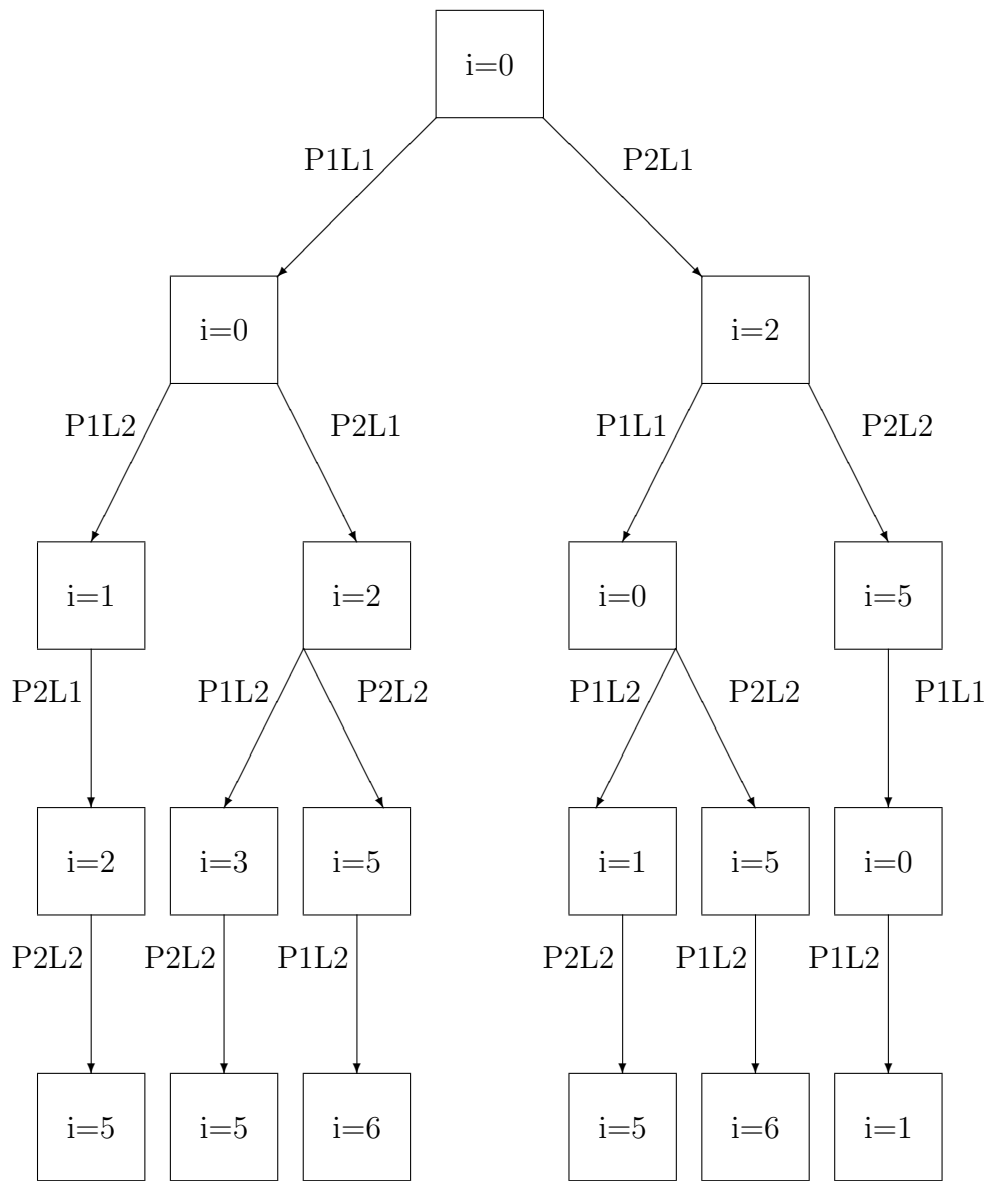 i=0
P1L1 P2L1
i=0 i=2
P1L2 P2L1 P1L1 P2L2
i=1 i=2 i=0 i=5
P2L1 P1L2 P2L2 P1L2 P2L2 P1L1
i=2 i=3 i=5 i=1 i=5 i=0
P2L2 P2L2 P1L2 P2L2 P1L2 P1L2
i=5 i=5 i=6 i=5 i=6 i=1